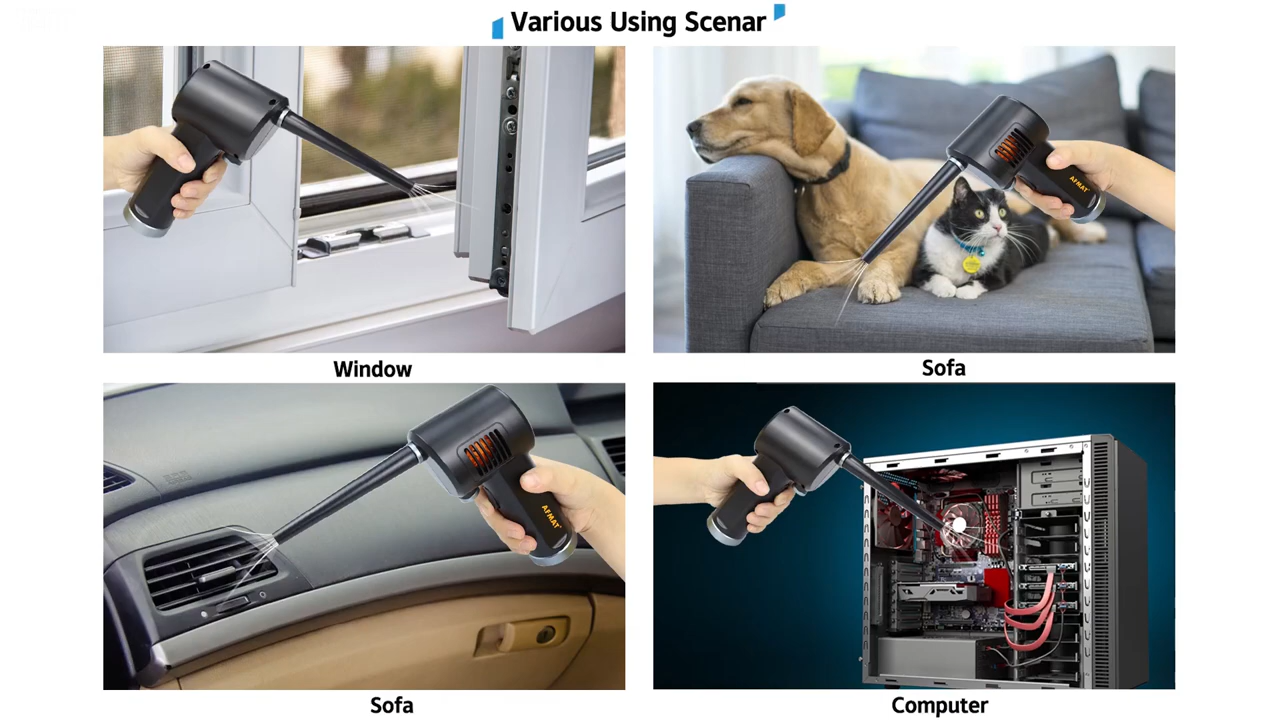 Various Using Scenar
AFMAT
Window
Sofa
AFMAT
Sofa
Computer